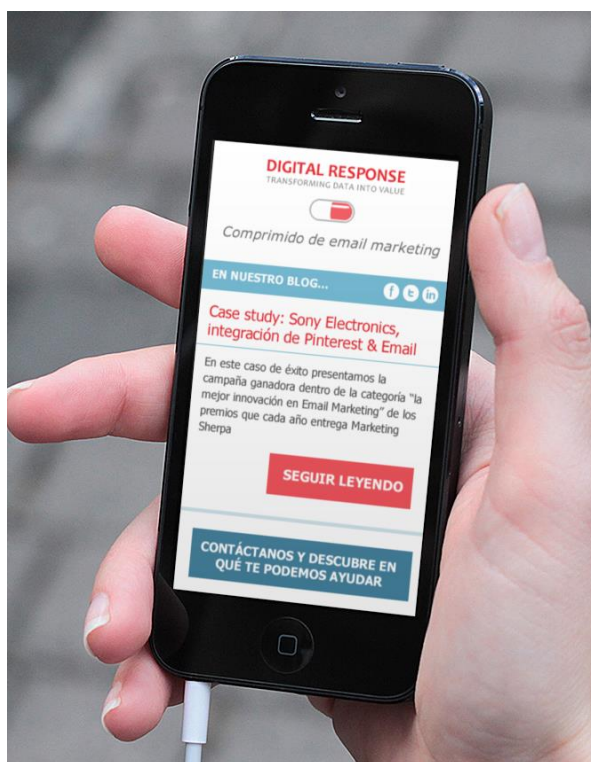 DIGITAL RESPONSE
TRANSFORMING DATA INTO VALUE
Comprimido de email marketing
EN NUESTRO BLOG...
Case study: Sony Electronics,
integración de Pinterest & Email
En este caso de éxito presentamos la
campaña ganadora dentro de la categoría "la
mejor innovación en Email Marketing" de los
premios que cada año entrega Marketing
Sherpa
SEGUIR LEYENDO
CONTÁCTANOS Y DESCUBRE EN
QUÉ TE PODEMOS AYUDAR